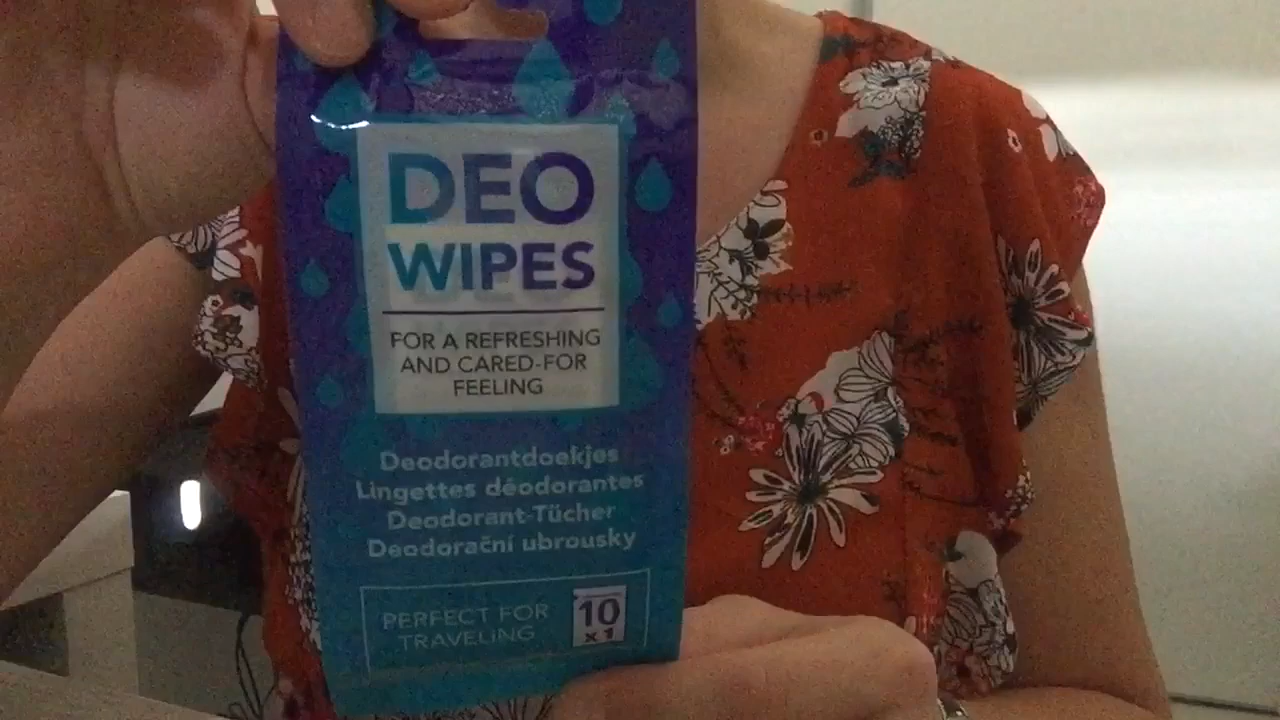 DEO
WIPES
FOR A REFRESHING
AND CARED-FOR
FEELING
Deodorantdoekjes
Lingettes déodorantes
Deodorant-Tücher
Deodorační ubrousky
PERFECT FOR
TRAVELING
10
x 1